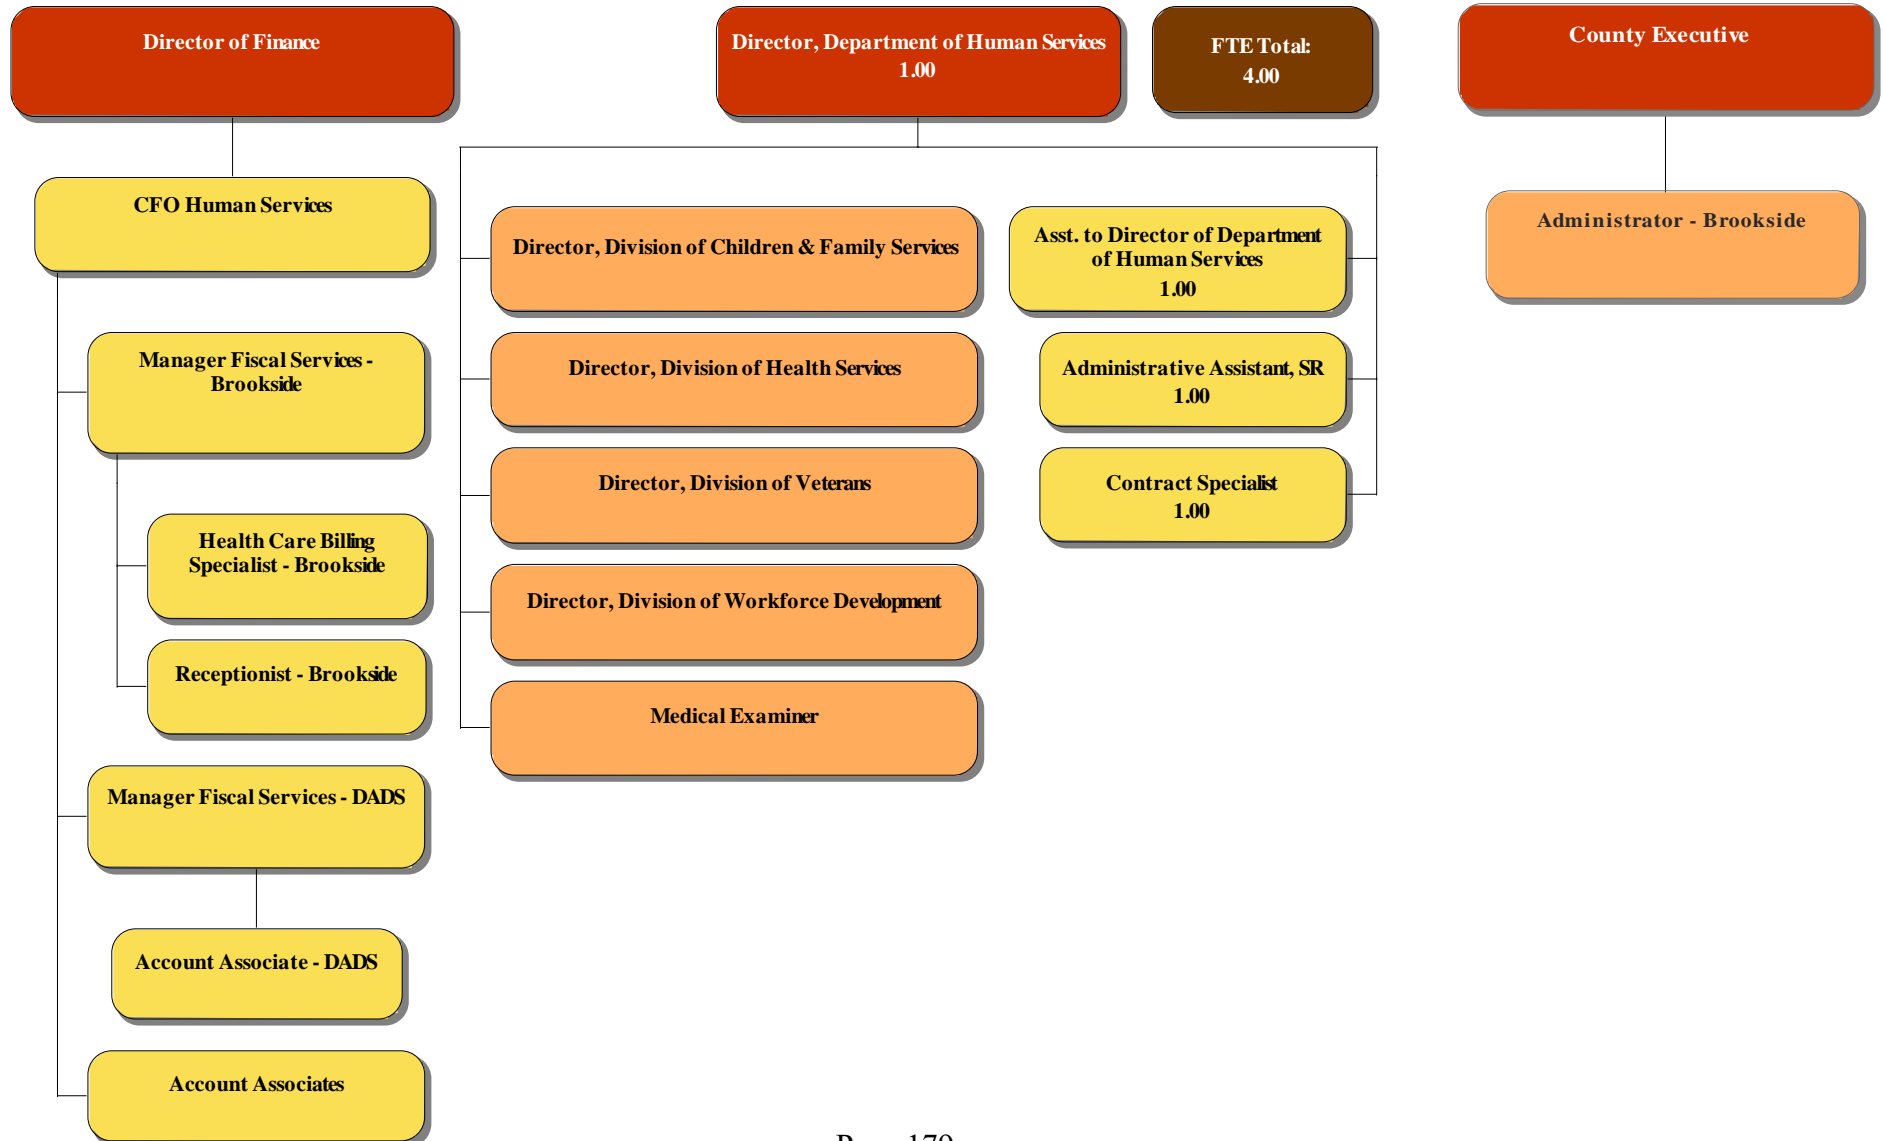 Director of Finance
Director, Department of Human Services
1.00
FTE Total:
4.00
County Executive
CFO Human Services
Administrator - Brookside
Director, Division of Children & Family Services
Asst. to Director of Department
of Human Services
1.00
Manager Fiscal Services -
Brookside
Director, Division of Health Services
Administrative Assistant, SR
1.00
Director, Division of Veterans
Contract Specialist
1.00
Health Care Billing
Specialist - Brookside
Director, Division of Workforce Development
Receptionist - Brookside
Medical Examiner
Manager Fiscal Services - DADS
Account Associate - DADS
Account Associates